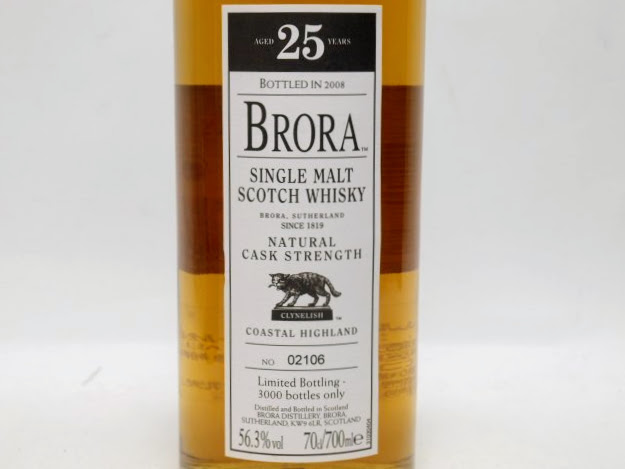 AGED 25 YEARS
BOTTLED IN 2008
BRORA™
SINGLE MALT
SCOTCH WHISKY
BRORA, SUTHERLAND
SINCE 1819
NATURAL
CASK STRENGTH
CLYNELISH ™
COASTAL HIGHLAND
NO 02106
Limited Bottling -
3000 bottles only
Distilled and Bottled in Scotland
BRORA DISTILLERY, BRORA,
SUTHERLAND, KW9 6LR, SCOTLAND
56.3%vol 70cl/700ml e